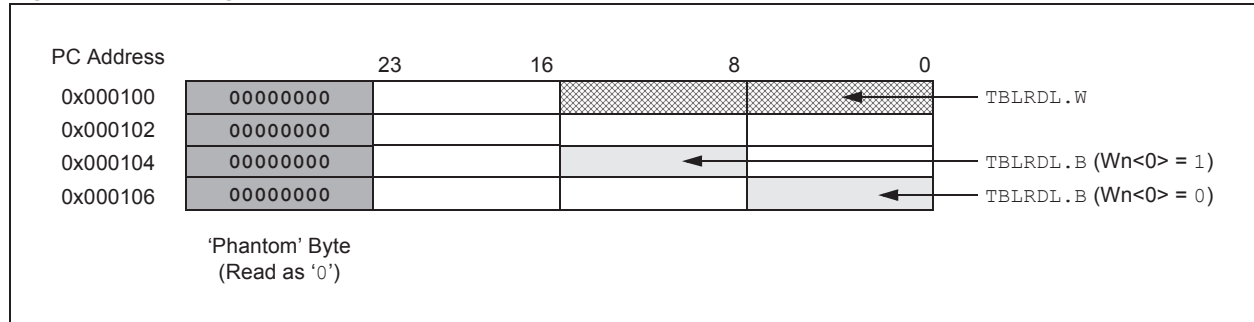 PC Address
23 16 8 0
0x000100 00000000 TBLRDL.W
0x000102 00000000
0x000104 00000000 TBLRDL.B (Wn<0> = 1)
0x000106 00000000 TBLRDL.B (Wn<0> = 0)
‘Phantom’ Byte
(Read as ‘0’)